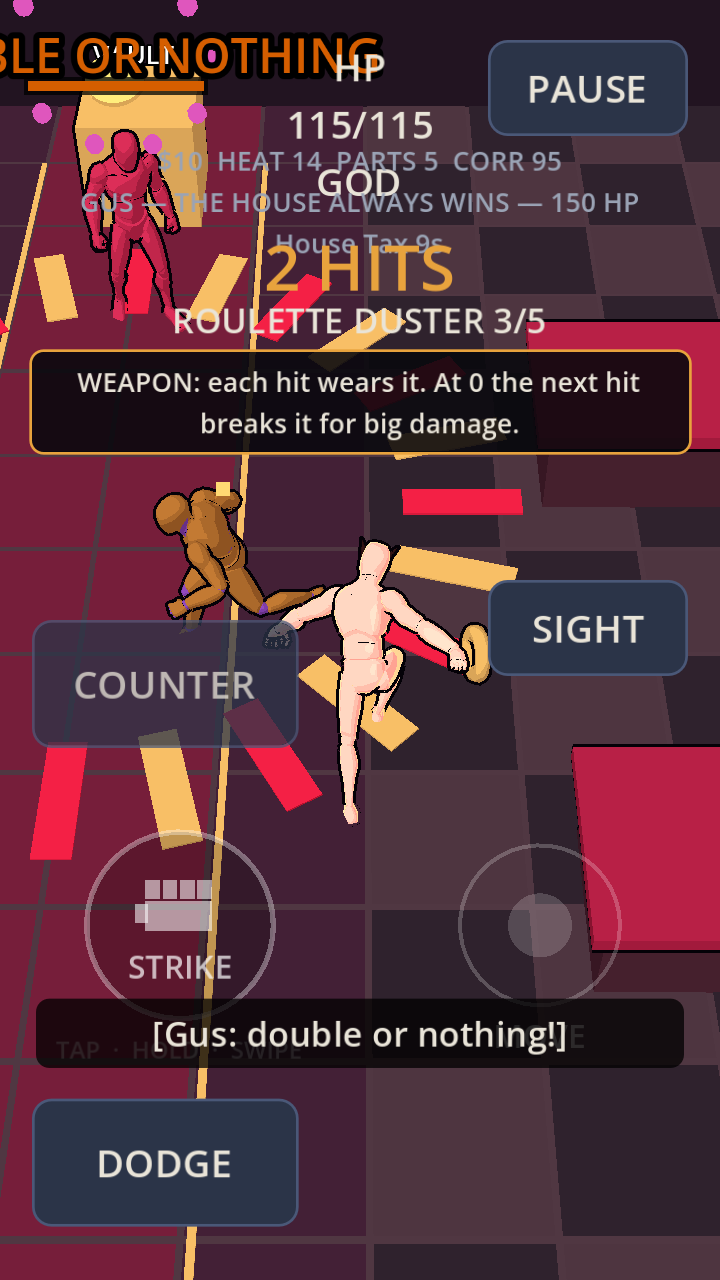 BLE OR NOTHING
VAULT
HP
115/115
PAUSE
$10 HEAT 14 PARTS 5 CORR 95
GOD
GUS — THE HOUSE ALWAYS WINS — 150 HP
House Tax 9s
2 HITS
ROULETTE DUSTER 3/5
WEAPON: each hit wears it. At 0 the next hit
breaks it for big damage.
SIGHT
COUNTER
STRIKE
[Gus: double or nothing!]
TAP · HOLD · SWIPE
DODGE